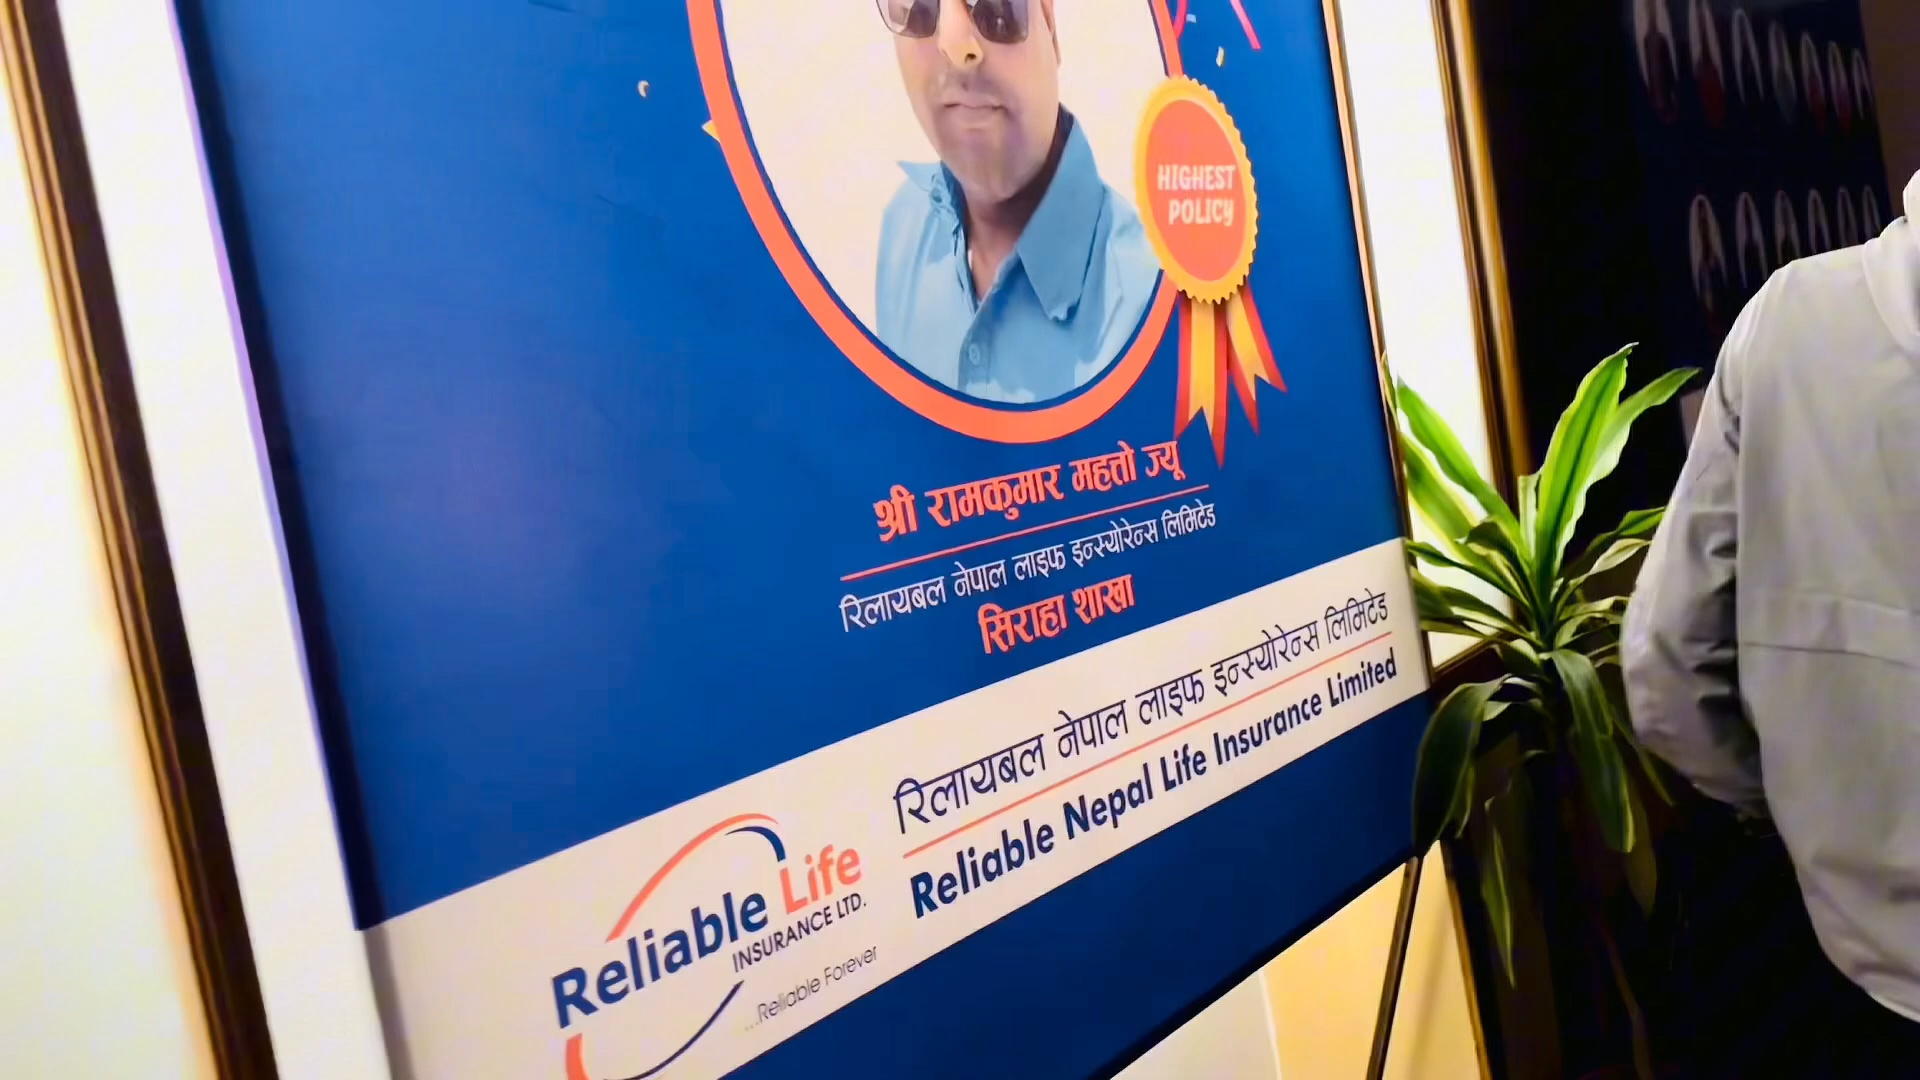 HIGHEST
POLICY
श्री रामकुमार महतो ज्यू
रिलायबल नेपाल लाइफ इन्स्योरेन्स लिमिटेड
सिराहा शाखा
रिलायबल नेपाल लाइफ इन्स्योरेन्स लिमिटेड
Reliable Nepal Life Insurance Limited
Reliable Life
INSURANCE LTD.
...Reliable Forever